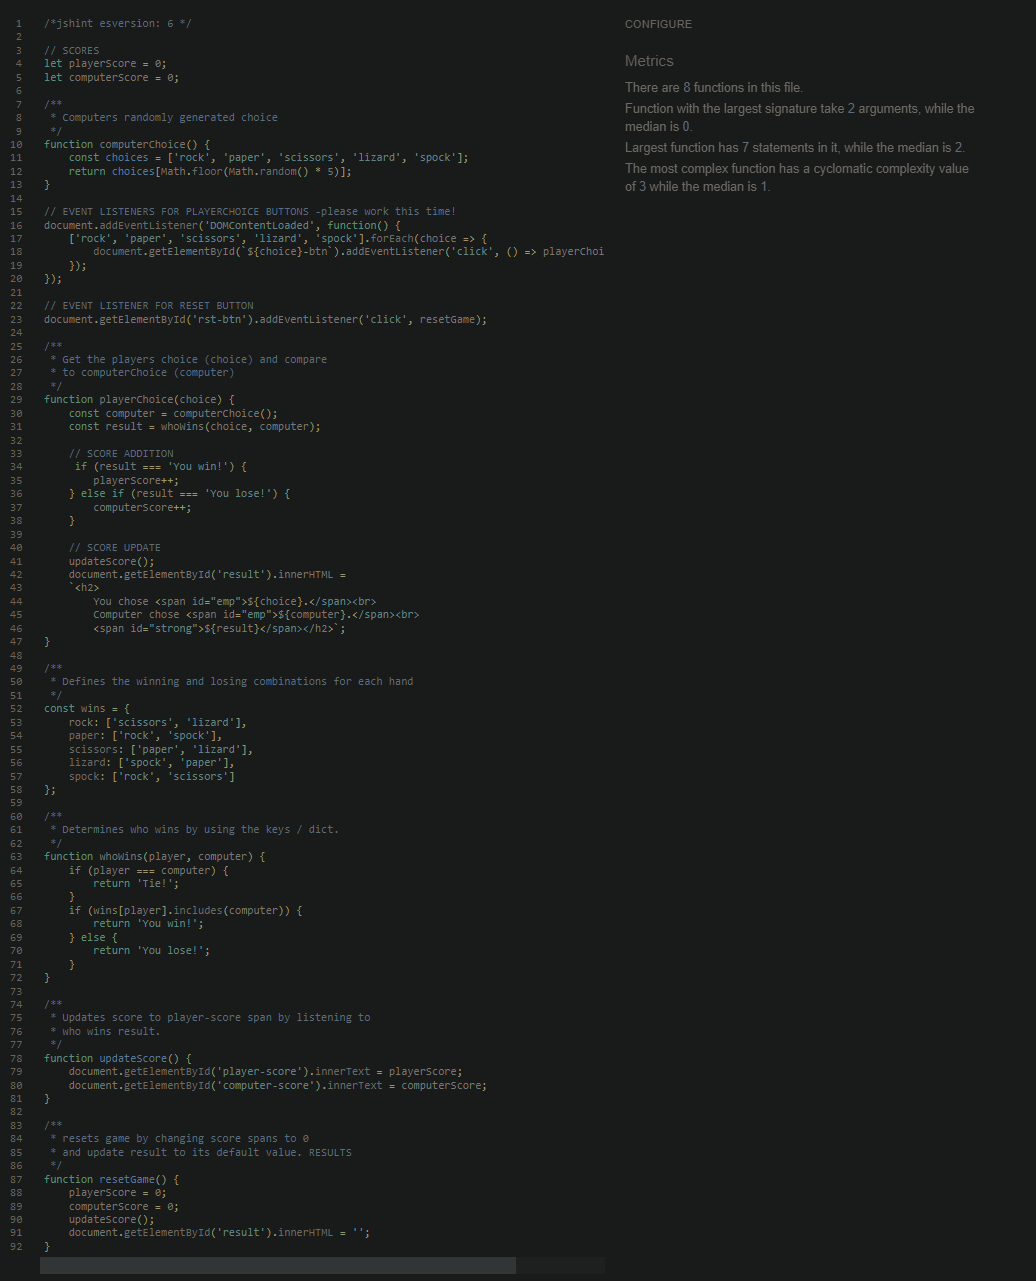 1 /*jshint esversion: 6 */
2
3 // SCORES
4 let playerScore = 0;
5 let computerScore = 0;
6
7 /**
8  * Computers randomly generated choice
9  */
10 function computerChoice() {
11     const choices = ['rock', 'paper', 'scissors', 'lizard', 'spock'];
12     return choices[Math.floor(Math.random() * 5)];
13 }
14
15 // EVENT LISTENERS FOR PLAYERCHOICE BUTTONS -please work this time!
16 document.addEventListener('DOMContentLoaded', function() {
17     ['rock', 'paper', 'scissors', 'lizard', 'spock'].forEach(choice => {
18         document.getElementById(`${choice}-btn`).addEventListener('click', () => playerChoi
19     });
20 });
21
22 // EVENT LISTENER FOR RESET BUTTON
23 document.getElementById('rst-btn').addEventListener('click', resetGame);
24
25 /**
26  * Get the players choice (choice) and compare
27  * to computerChoice (computer)
28  */
29 function playerChoice(choice) {
30     const computer = computerChoice();
31     const result = whoWins(choice, computer);
32
33     // SCORE ADDITION
34      if (result === 'You win!') {
35         playerScore++;
36     } else if (result === 'You lose!') {
37         computerScore++;
38     }
39
40     // SCORE UPDATE
41     updateScore();
42     document.getElementById('result').innerHTML =
43     `<h2>
44         You chose <span id="emp">${choice}.</span><br>
45         Computer chose <span id="emp">${computer}.</span><br>
46         <span id="strong">${result}</span></h2>`;
47 }
48
49 /**
50  * Defines the winning and losing combinations for each hand
51  */
52 const wins = {
53     rock: ['scissors', 'lizard'],
54     paper: ['rock', 'spock'],
55     scissors: ['paper', 'lizard'],
56     lizard: ['spock', 'paper'],
57     spock: ['rock', 'scissors']
58 };
59
60 /**
61  * Determines who wins by using the keys / dict.
62  */
63 function whoWins(player, computer) {
64     if (player === computer) {
65         return 'Tie!';
66     }
67     if (wins[player].includes(computer)) {
68         return 'You win!';
69     } else {
70         return 'You lose!';
71     }
72 }
73
74 /**
75  * Updates score to player-score span by listening to
76  * who wins result.
77  */
78 function updateScore() {
79     document.getElementById('player-score').innerText = playerScore;
80     document.getElementById('computer-score').innerText = computerScore;
81 }
82
83 /**
84  * resets game by changing score spans to 0
85  * and update result to its default value. RESULTS
86  */
87 function resetGame() {
88     playerScore = 0;
89     computerScore = 0;
90     updateScore();
91     document.getElementById('result').innerHTML = '';
92 }
CONFIGURE
Metrics
There are 8 functions in this file.
Function with the largest signature take 2 arguments, while the
median is 0.
Largest function has 7 statements in it, while the median is 2.
The most complex function has a cyclomatic complexity value
of 3 while the median is 1.